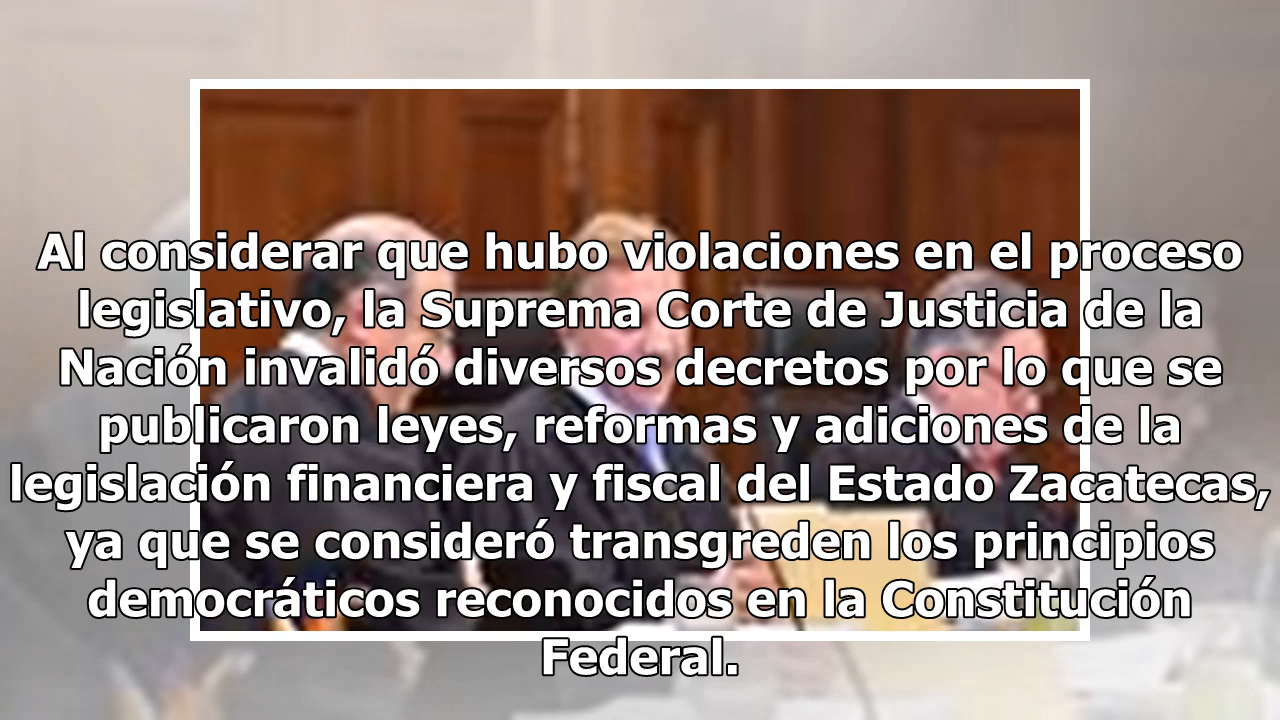 Al considerar que hubo violaciones en el proceso
legislativo, la Suprema Corte de Justicia de la
Nación invalidó diversos decretos por lo que se
publicaron leyes, reformas y adiciones de la
legislación financiera y fiscal del Estado Zacatecas,
ya que se consideró transgreden los principios
democráticos reconocidos en la Constitución
Federal.